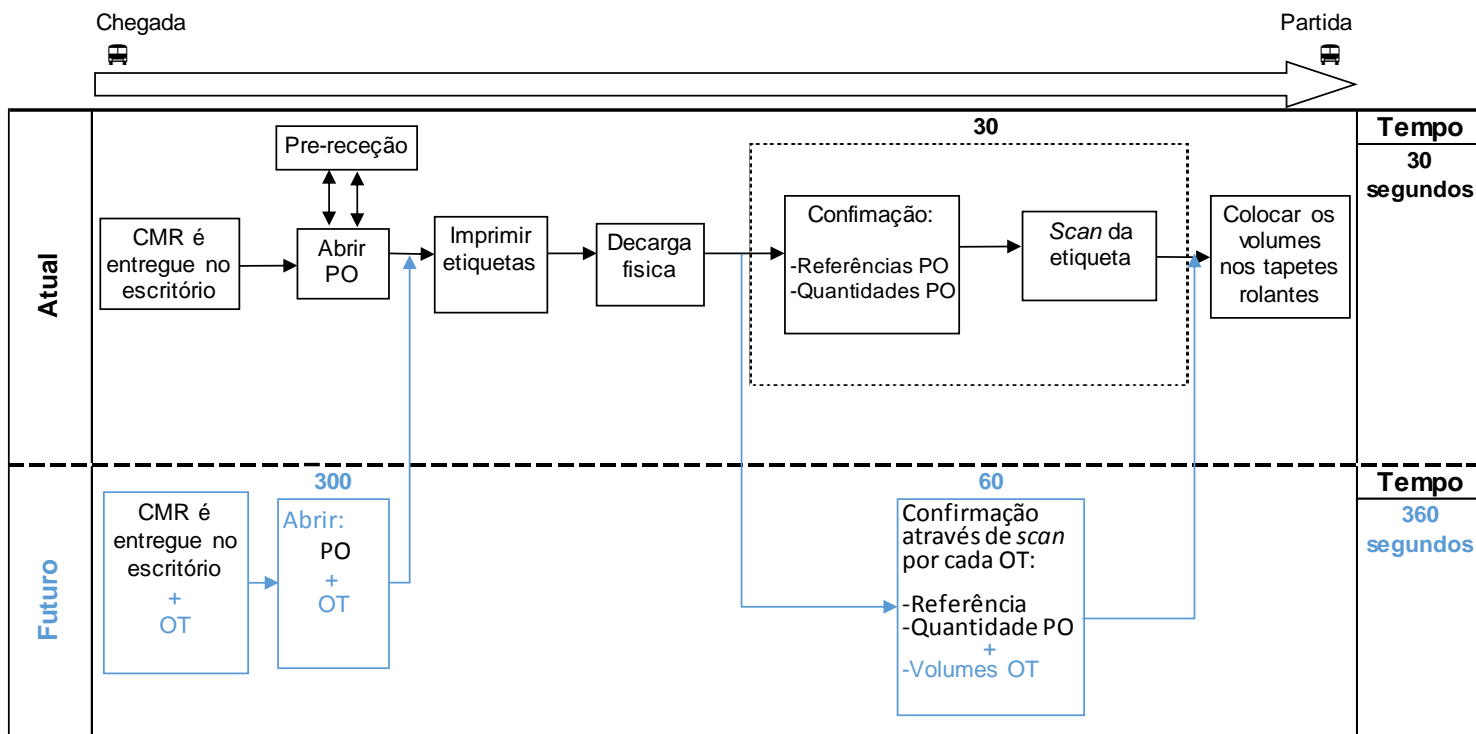 Chegada
Partida
Atual
30
Tempo
30
segundos
Pre-receção
CMR é
entregue no
escritório
Abrir
PO
Imprimir
etiquetas
Decarga
fisica
Confimação:
-Referências PO
-Quantidades PO
Scan da
etiqueta
Colocar os
volumes
nos tapetes
rolantes
Futuro
300
60
Tempo
360
segundos
CMR é
entregue no
escritório
+
OT
Abrir:
PO
+
OT
Confirmação
através de scan
por cada OT:
-Referência
-Quantidade PO
+
-Volumes OT